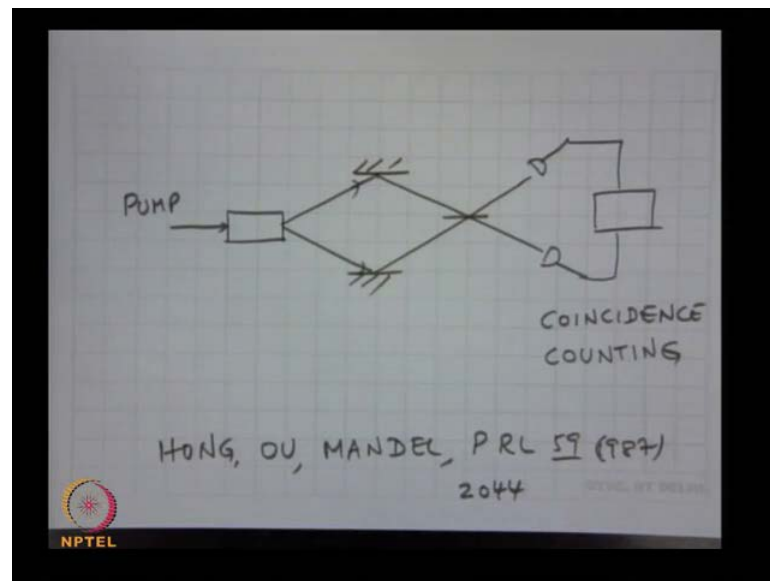 PUMP
COINCIDENCE
COUNTING
HONG, OU, MANDEL, PRL 59 (1987)
2044
NPTEL